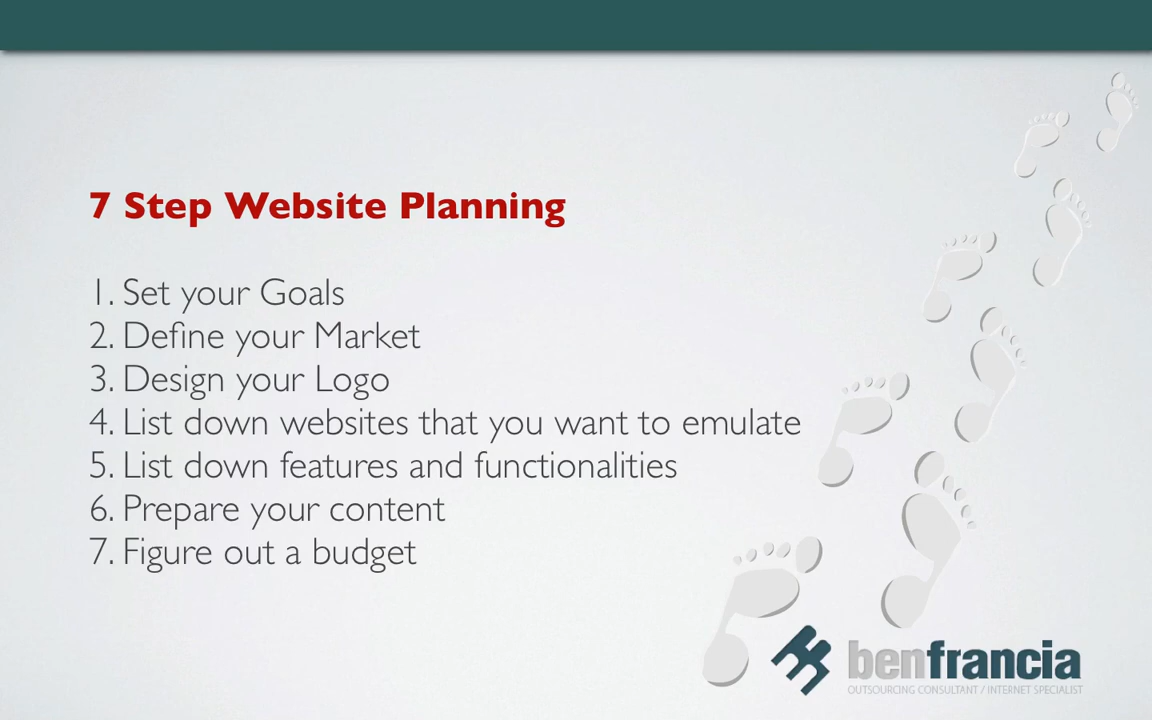 7 Step Website Planning
1. Set your Goals
2. Define your Market
3. Design your Logo
4. List down websites that you want to emulate
5. List down features and functionalities
6. Prepare your content
7. Figure out a budget
benfrancia
OUTSOURCING CONSULTANT / INTERNET SPECIALIST